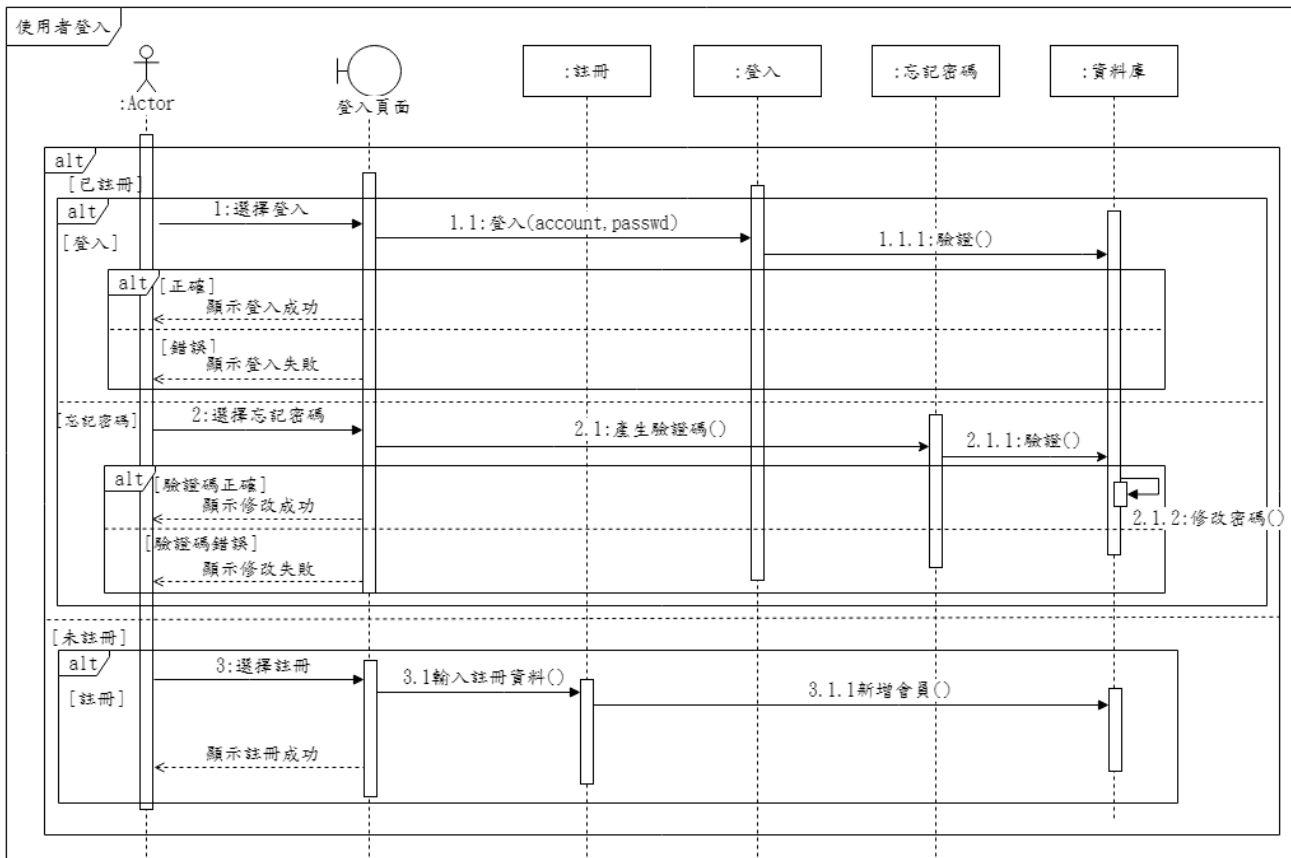 使用者登入
:Actor
登入頁面
:註冊
:登入
:忘記密碼
:資料庫
alt
[已註冊]
alt
[登入]
1:選擇登入
1.1:登入(account,passwd)
1.1.1:驗證()
alt
[正確]
顯示登入成功
[錯誤]
顯示登入失敗
[忘記密碼]
2:選擇忘記密碼
2.1:產生驗證碼()
2.1.1:驗證()
alt
[驗證碼正確]
顯示修改成功
2.1.2:修改密碼()
[驗證碼錯誤]
顯示修改失敗
[未註冊]
alt
[註冊]
3:選擇註冊
3.1輸入註冊資料()
3.1.1新增會員()
顯示註冊成功